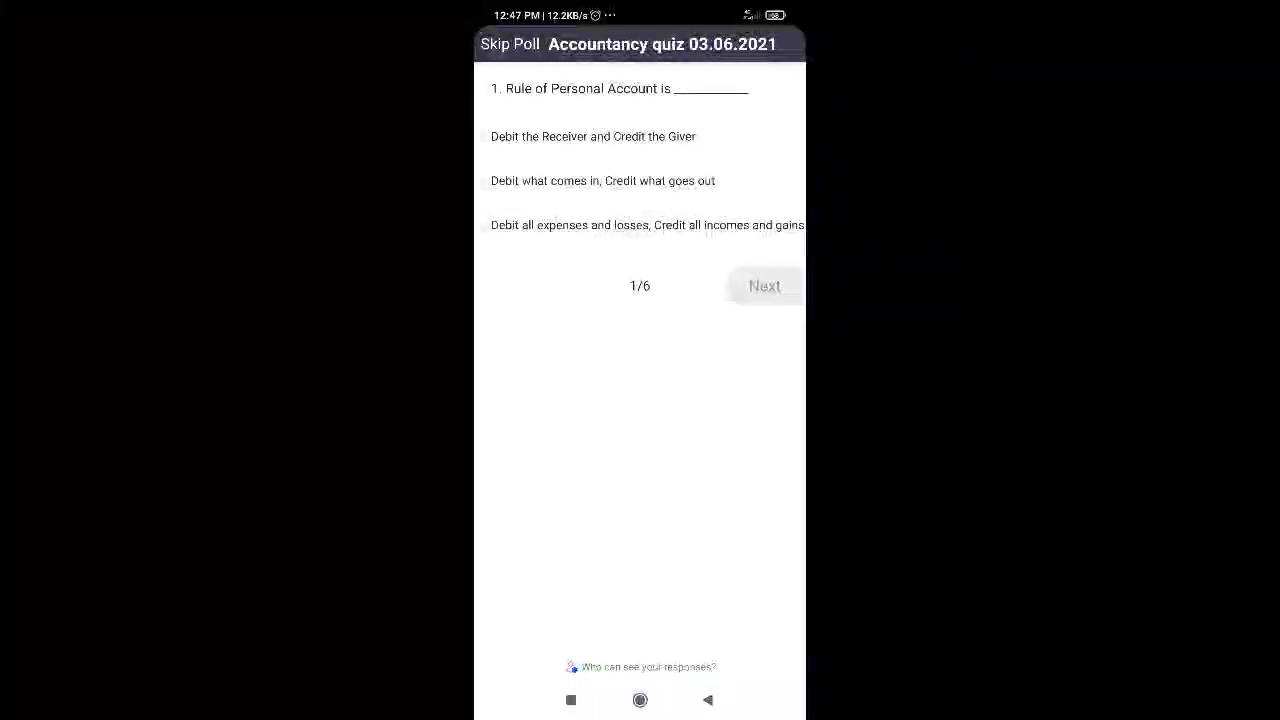 12:47 PM | 12.2KB/s ...
4G 68
Skip Poll Accountancy quiz 03.06.2021
1. Rule of Personal Account is ___________
Debit the Receiver and Credit the Giver
Debit what comes in, Credit what goes out
Debit all expenses and losses, Credit all incomes and gains
1/6 Next
Who can see your responses?